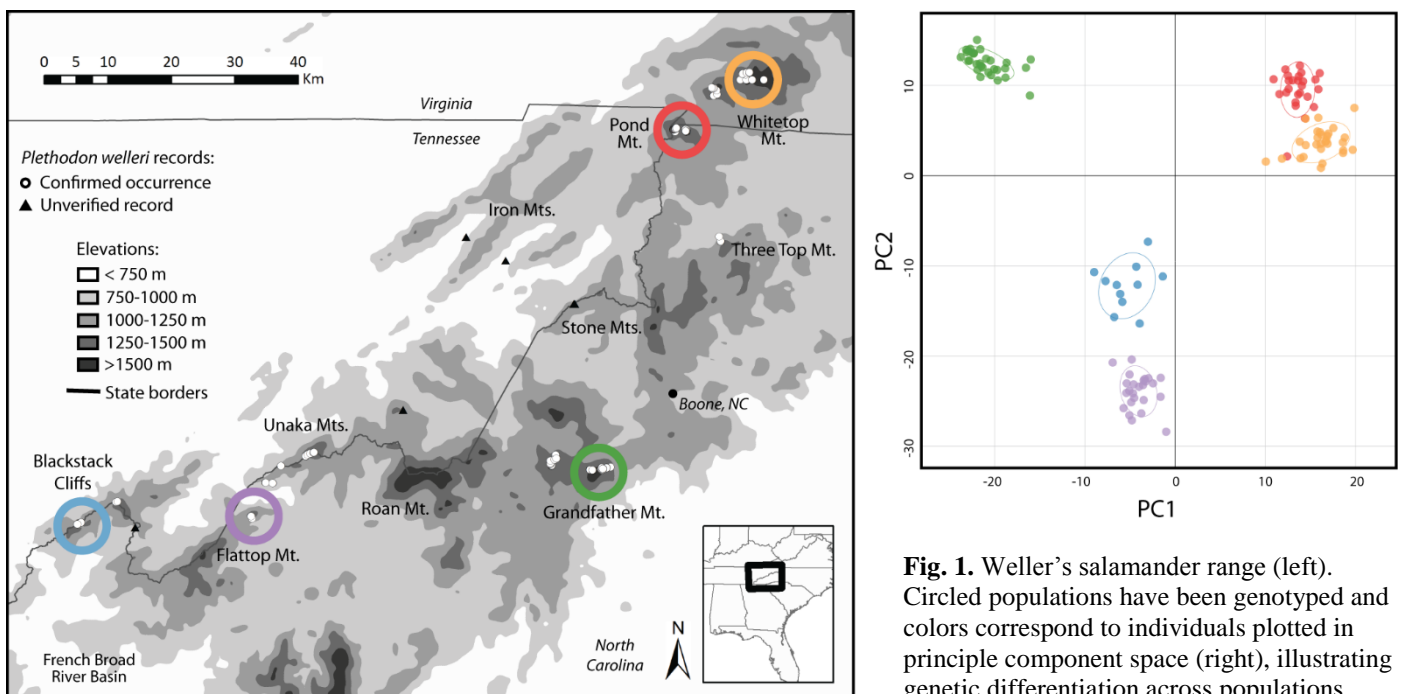 0 5 10 20 30 40
Km
Virginia
Tennessee
Pond
Mt.
Whitetop
Mt.
Plethodon welleri records:
Confirmed occurrence
Unverified record
Iron Mts.
Three Top Mt.
Elevations:
< 750 m
750-1000 m
1000-1250 m
1250-1500 m
>1500 m
State borders
Stone Mts.
Boone, NC
Unaka Mts.
Blackstack
Cliffs
Roan Mt.
Grandfather Mt.
Flattop Mt.
N
North
Carolina
French Broad
River Basin
PC2
10
0
-10
-20
-30
-20 -10 0 10 20
PC1
Fig. 1. Weller's salamander range (left).
Circled populations have been genotyped and
colors correspond to individuals plotted in
principle component space (right), illustrating
genetic differentiation across populations